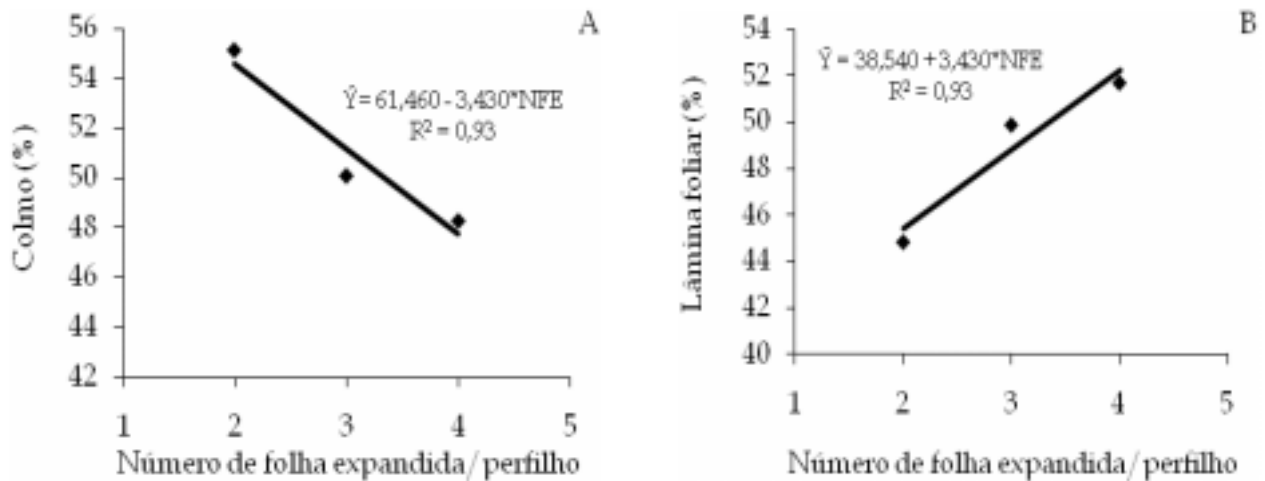 A
56
54
52
50
48
46
44
42
Colmo (%)
Ŷ = 61,460 - 3,430*NFE
R² = 0,93
1 2 3 4 5
Número de folha expandida/ perfilho
B
54
52
50
48
46
44
42
40
Lâmina foliar (%)
Ŷ = 38,540 +3,430*NFE
R² = 0,93
1 2 3 4 5
Número de folha expandida/ perfilho